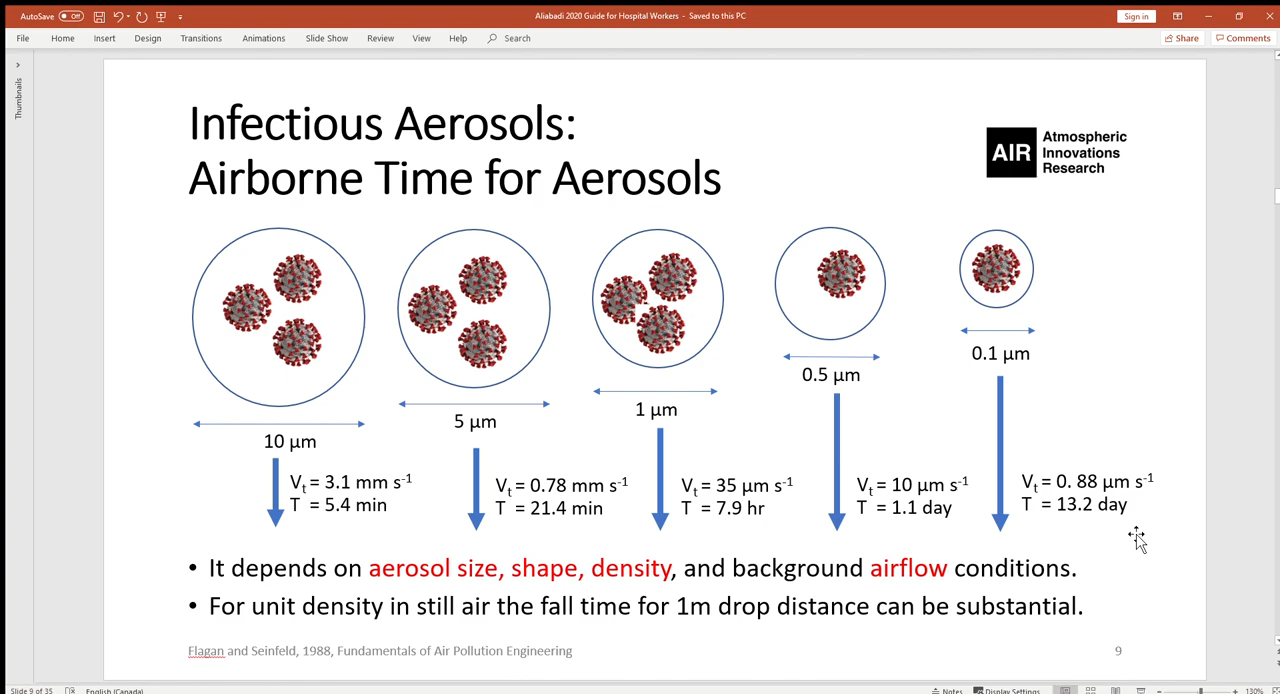 AutoSave Off Aliabadi 2020 Guide for Hospital Workers - Saved to this PC Sign in
File Home Insert Design Transitions Animations Slide Show Review View Help Search Share Comments
Thumbnails
Infectious Aerosols:
Airborne Time for Aerosols
AIR Atmospheric
Innovations
Research
10 µm
5 µm
1 µm
0.5 µm
0.1 µm
Vt = 3.1 mm s-1
T = 5.4 min
Vt = 0.78 mm s-1
T = 21.4 min
Vt = 35 µm s-1
T = 7.9 hr
Vt = 10 µm s-1
T = 1.1 day
Vt = 0. 88 µm s-1
T = 13.2 day
• It depends on aerosol size, shape, density, and background airflow conditions.
• For unit density in still air the fall time for 1m drop distance can be substantial.
Flagan and Seinfeld, 1988, Fundamentals of Air Pollution Engineering
9
Slide 9 of 35 English (Canada) Notes Display Settings 130%